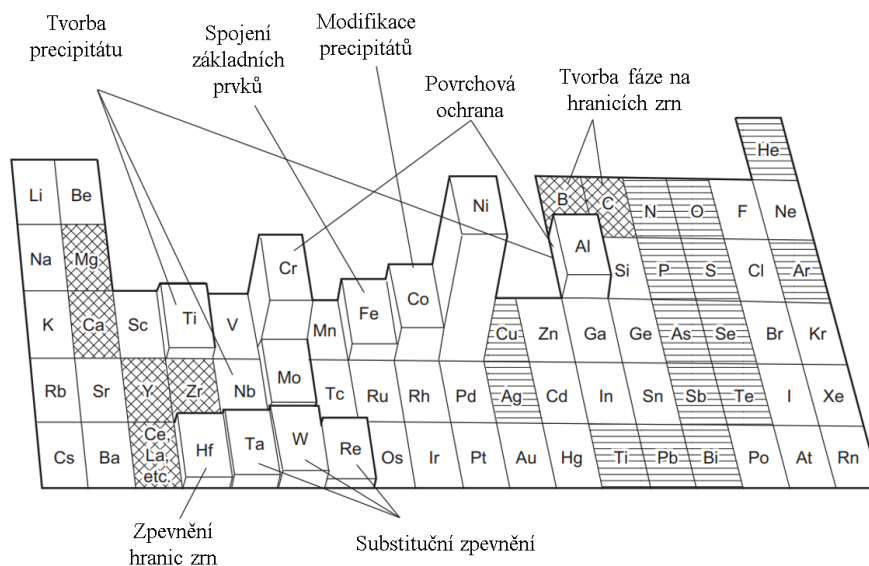 Tvorba
precipitátu
Spojení
základních
prvků
Modifikace
precipitátů
Povrchová
ochrana
Tvorba fáze na
hranicích zrn
He
Li Be B C N O F Ne
Na Mg Al Si P S Cl Ar
K Ca Sc Ti V Cr Mn Fe Co Ni Cu Zn Ga Ge As Se Br Kr
Rb Sr Y Zr Nb Mo Tc Ru Rh Pd Ag Cd In Sn Sb Te I Xe
Cs Ba Ce, La, etc. Hf Ta W Re Os Ir Pt Au Hg Ti Pb Bi Po At Rn
Zpevnění
hranic zrn
Substituční zpevnění